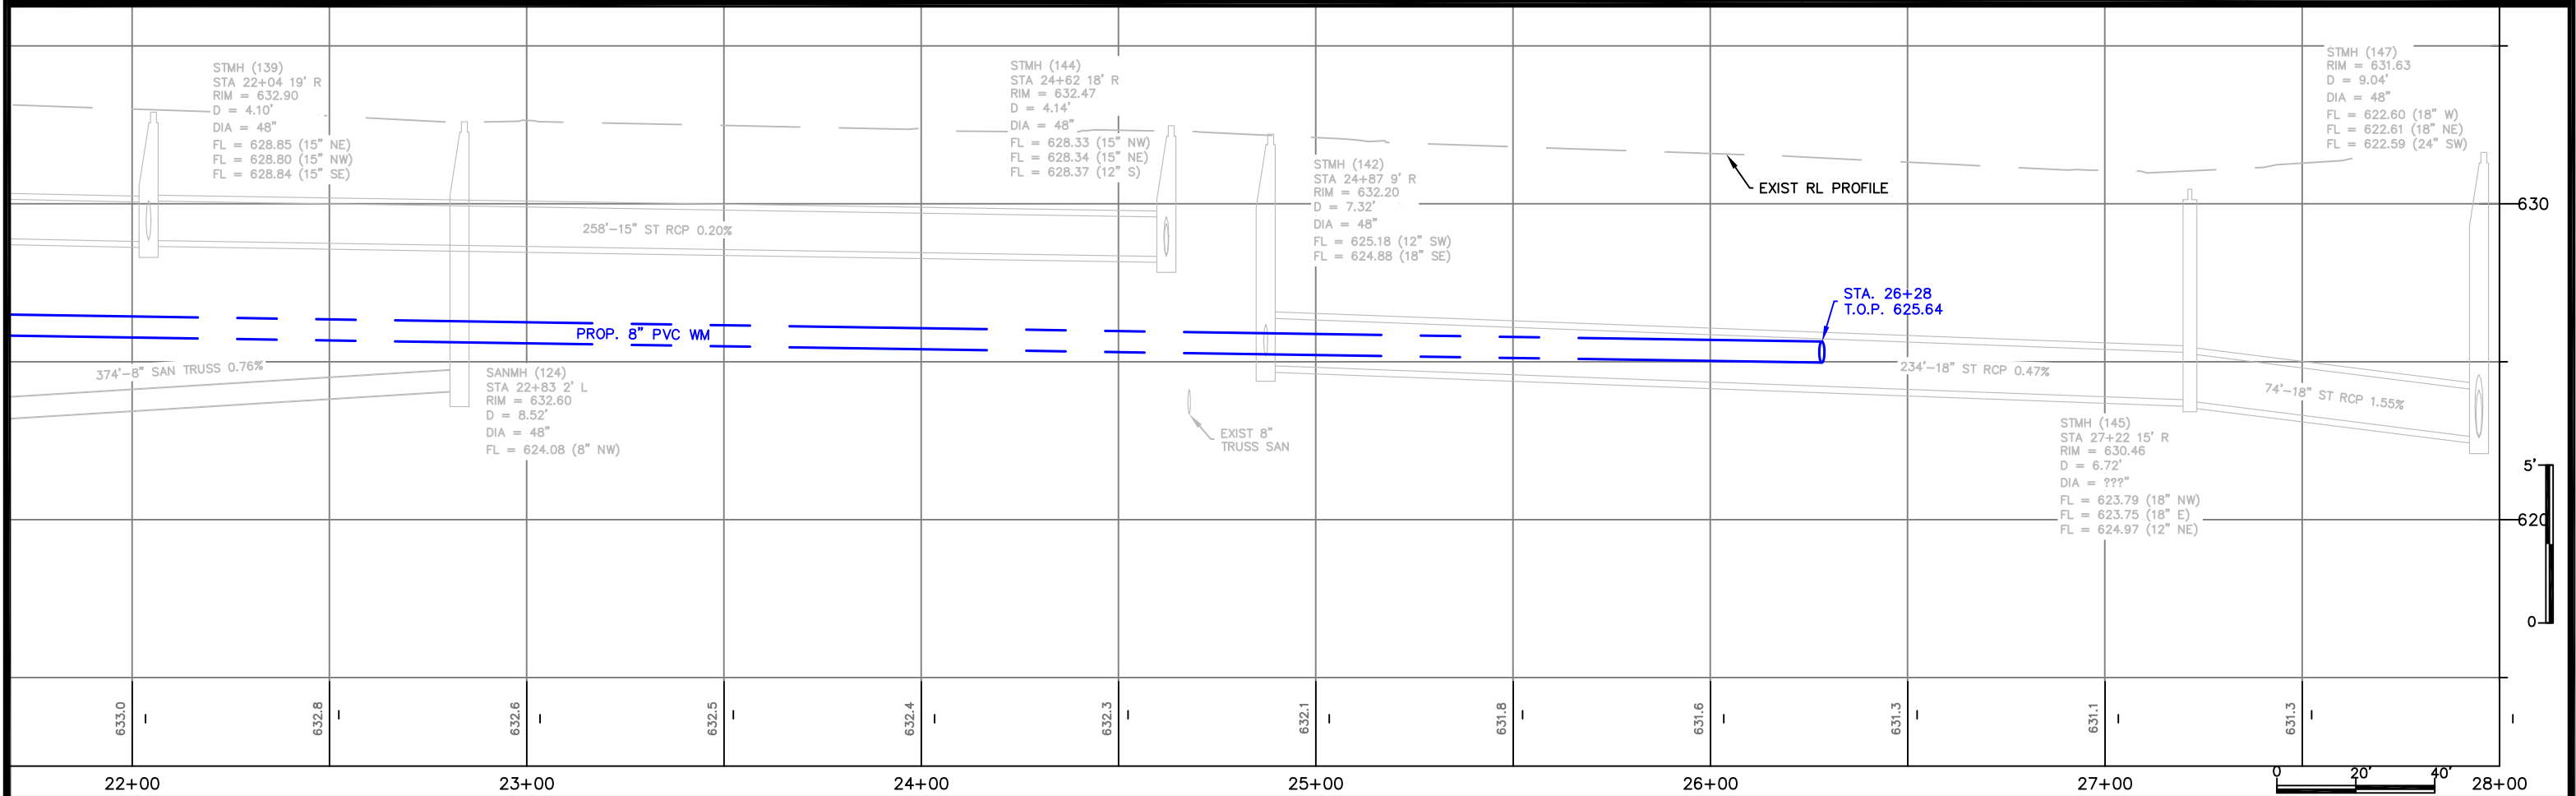 STMH (139)
STA 22+04 19' R
RIM = 632.90
D = 4.10'
DIA = 48"
FL = 628.85 (15" NE)
FL = 628.80 (15" NW)
FL = 628.84 (15" SE)
STMH (144)
STA 24+62 18' R
RIM = 632.47
D = 4.14'
DIA = 48"
FL = 628.33 (15" NW)
FL = 628.34 (15" NE)
FL = 628.37 (12" S)
STMH (147)
RIM = 631.63
D = 9.04'
DIA = 48"
FL = 622.60 (18" W)
FL = 622.61 (18" NE)
FL = 622.59 (24" SW)
STMH (142)
STA 24+87 9' R
RIM = 632.20
D = 7.32'
DIA = 48"
FL = 625.18 (12" SW)
FL = 624.88 (18" SE)
EXIST RL PROFILE
630
258'-15" ST RCP 0.20%
STA. 26+28
T.O.P. 625.64
PROP. 8" PVC WM
374'-8" SAN TRUSS 0.76%
234'-18" ST RCP 0.47%
74'-18" ST RCP 1.55%
SANMH (124)
STA 22+83 2' L
RIM = 632.60
D = 8.52'
DIA = 48"
FL = 624.08 (8" NW)
EXIST 8"
TRUSS SAN
STMH (145)
STA 27+22 15' R
RIM = 630.46
D = 6.72'
DIA = ???"
FL = 623.79 (18" NW)
FL = 623.75 (18" E)
FL = 624.97 (12" NE)
5'
620
0
633.0
632.8
632.6
632.5
632.4
632.3
632.1
631.8
631.6
631.3
631.1
631.3
0 20' 40'
22+00
23+00
24+00
25+00
26+00
27+00
28+00